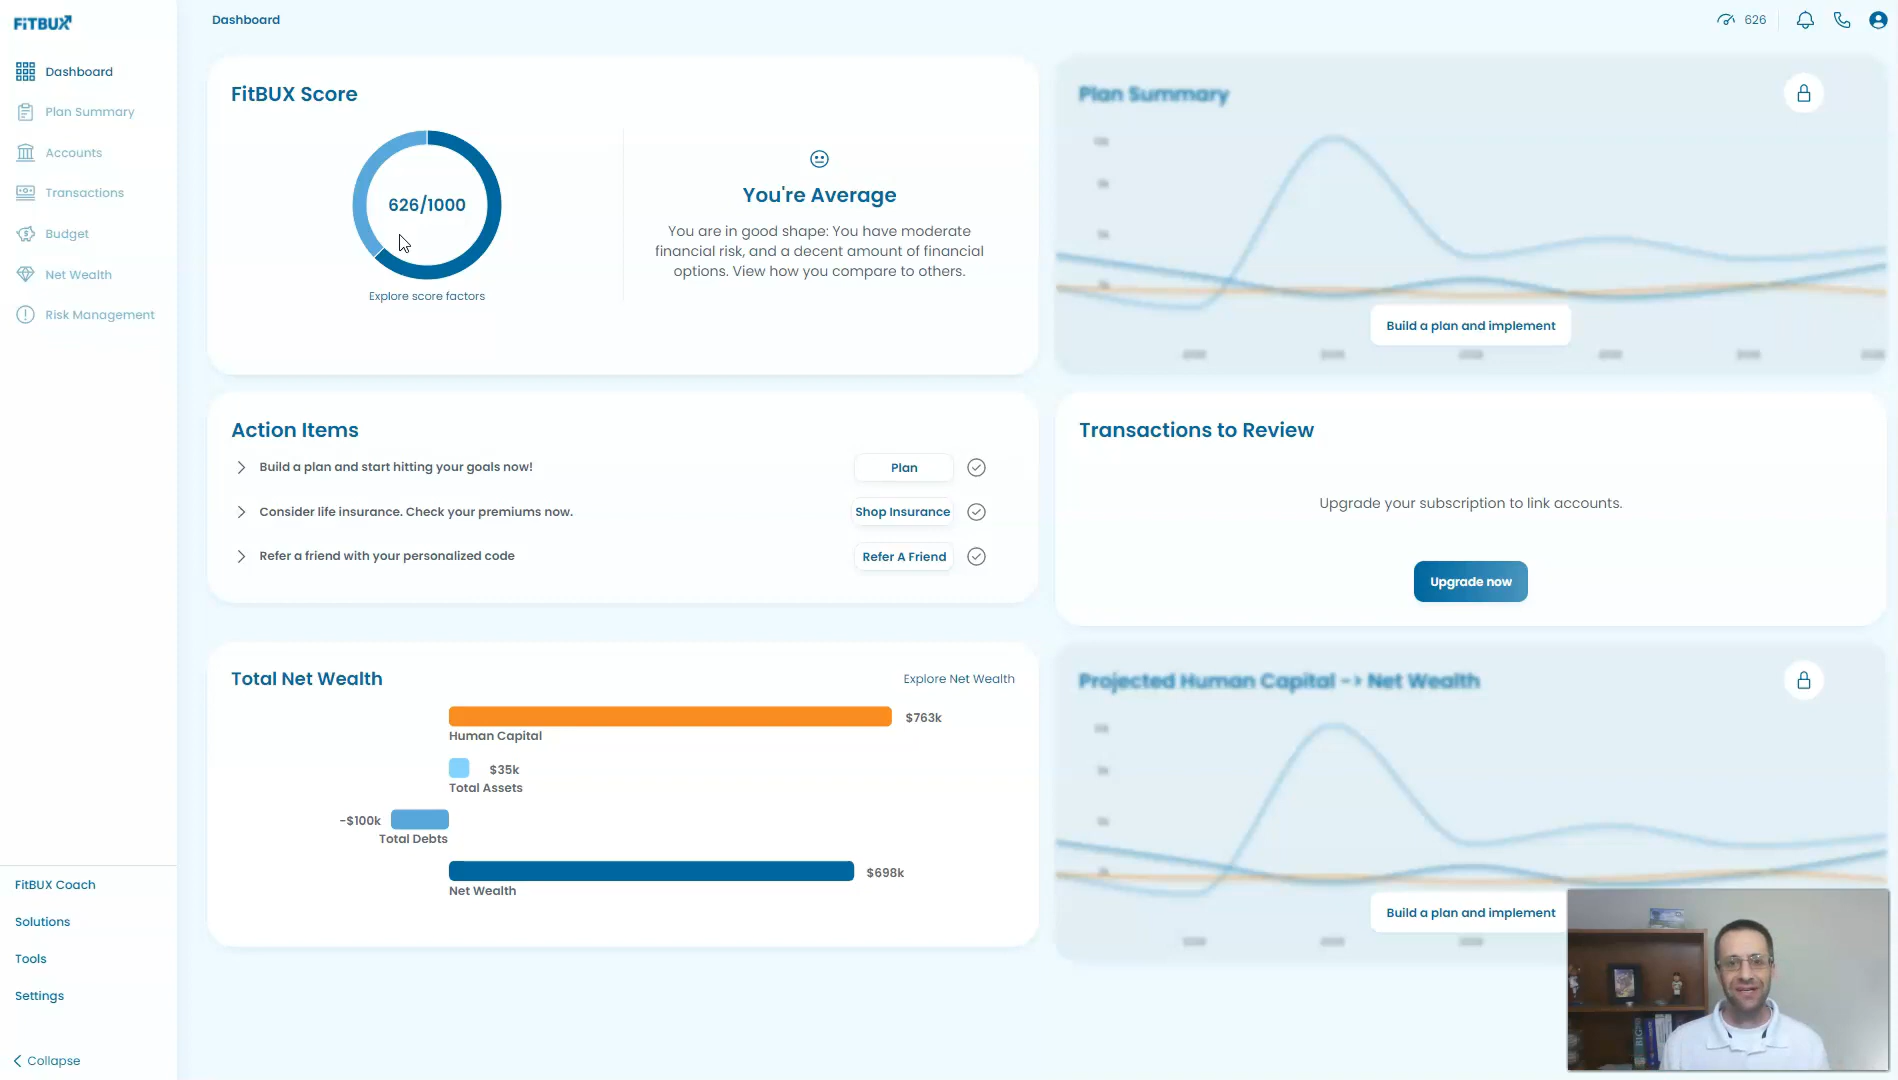 FiTBUX
Dashboard
626
Dashboard
Plan Summary
Accounts
Transactions
Budget
Net Wealth
Risk Management
FitBUX Coach
Solutions
Tools
Settings
Collapse
FitBUX Score
626/1000
Explore score factors
You're Average
You are in good shape: You have moderate
financial risk, and a decent amount of financial
options. View how you compare to others.
Plan Summary
Build a plan and implement
Action Items
Build a plan and start hitting your goals now!
Plan
Consider life insurance. Check your premiums now.
Shop Insurance
Refer a friend with your personalized code
Refer A Friend
Transactions to Review
Upgrade your subscription to link accounts.
Upgrade now
Total Net Wealth
Explore Net Wealth
$763k
Human Capital
$35k
Total Assets
-$100k
Total Debts
$698k
Net Wealth
Projected Human Capital -> Net Wealth
Build a plan and implement